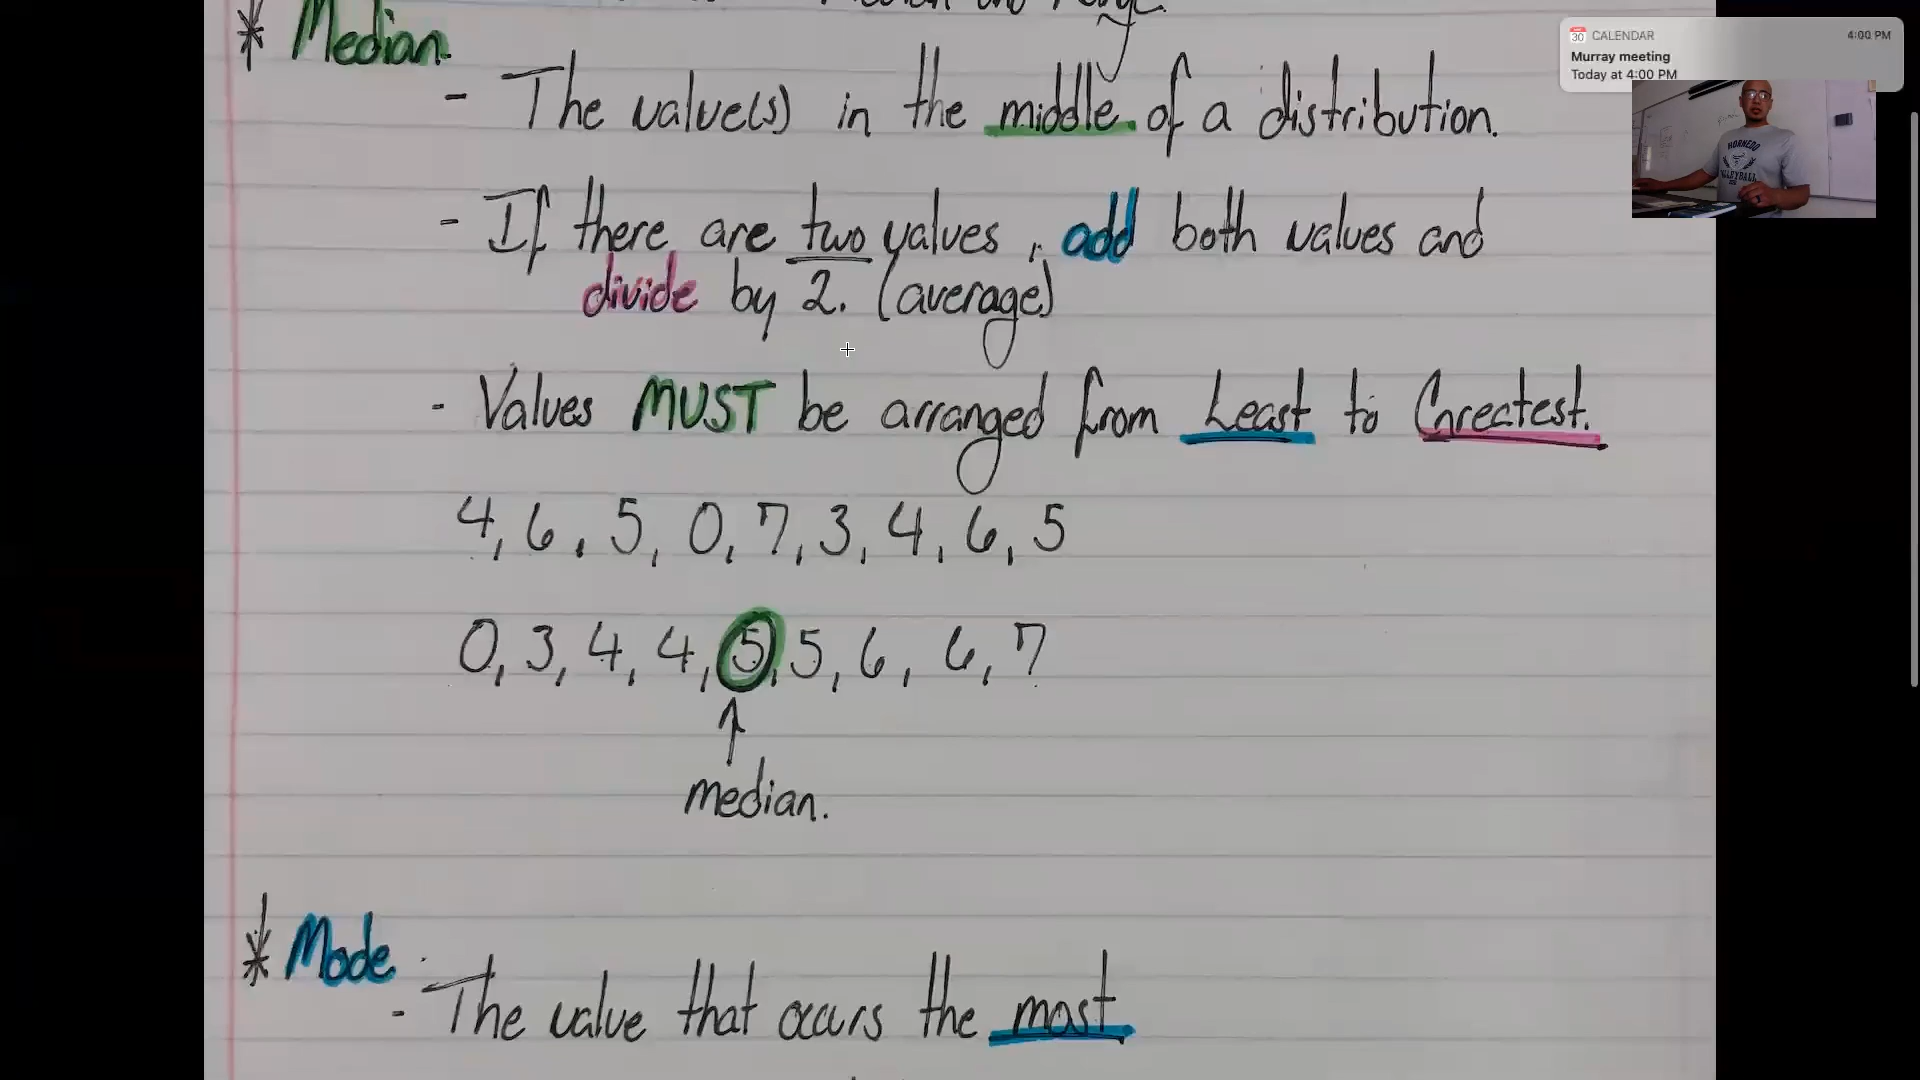 * Median
- The value(s) in the middle of a distribution.
- If there are two values, add both values and
divide by 2. (average)
- Values MUST be arranged from Least to Greatest.
4, 6, 5, 0, 7, 3, 4, 6, 5
0, 3, 4, 4, 5, 5, 6, 6, 7
median.
* Mode
- The value that occurs the most
30 CALENDAR 4:00 PM
Murray meeting
Today at 4:00 PM
HORNEDO